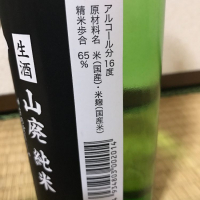 アルコール分16度
原材料名 米(国産)・米麹(国産米)
精米歩合 65%
生酒
山廃純米
4954803002014